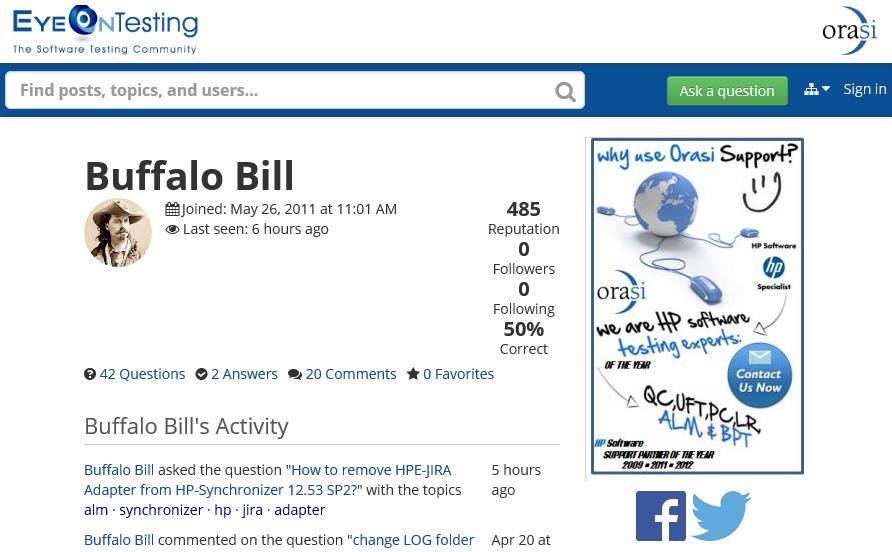 EYEONTESTING
The Software Testing Community
orasi
Find posts, topics, and users...
Ask a question
Sign in
Buffalo Bill
Joined: May 26, 2011 at 11:01 AM
Last seen: 6 hours ago
485
Reputation
0
Followers
0
Following
50%
Correct
42 Questions 2 Answers 20 Comments 0 Favorites
Buffalo Bill's Activity
Buffalo Bill asked the question "How to remove HPE-JIRA
Adapter from HP-Synchronizer 12.53 SP2?" with the topics
alm · synchronizer · hp · jira · adapter
5 hours
ago
Buffalo Bill commented on the question "change LOG folder
Apr 20 at
why use Orasi Support?
HP Software
hp
Specialist
orasi
we are HP software
testing experts:
OF THE YEAR
Contact
Us Now
QC, UFT, PC, LR,
ALM & BPT
HP Software
SUPPORT PARTNER OF THE YEAR
2009 • 2011 • 2012